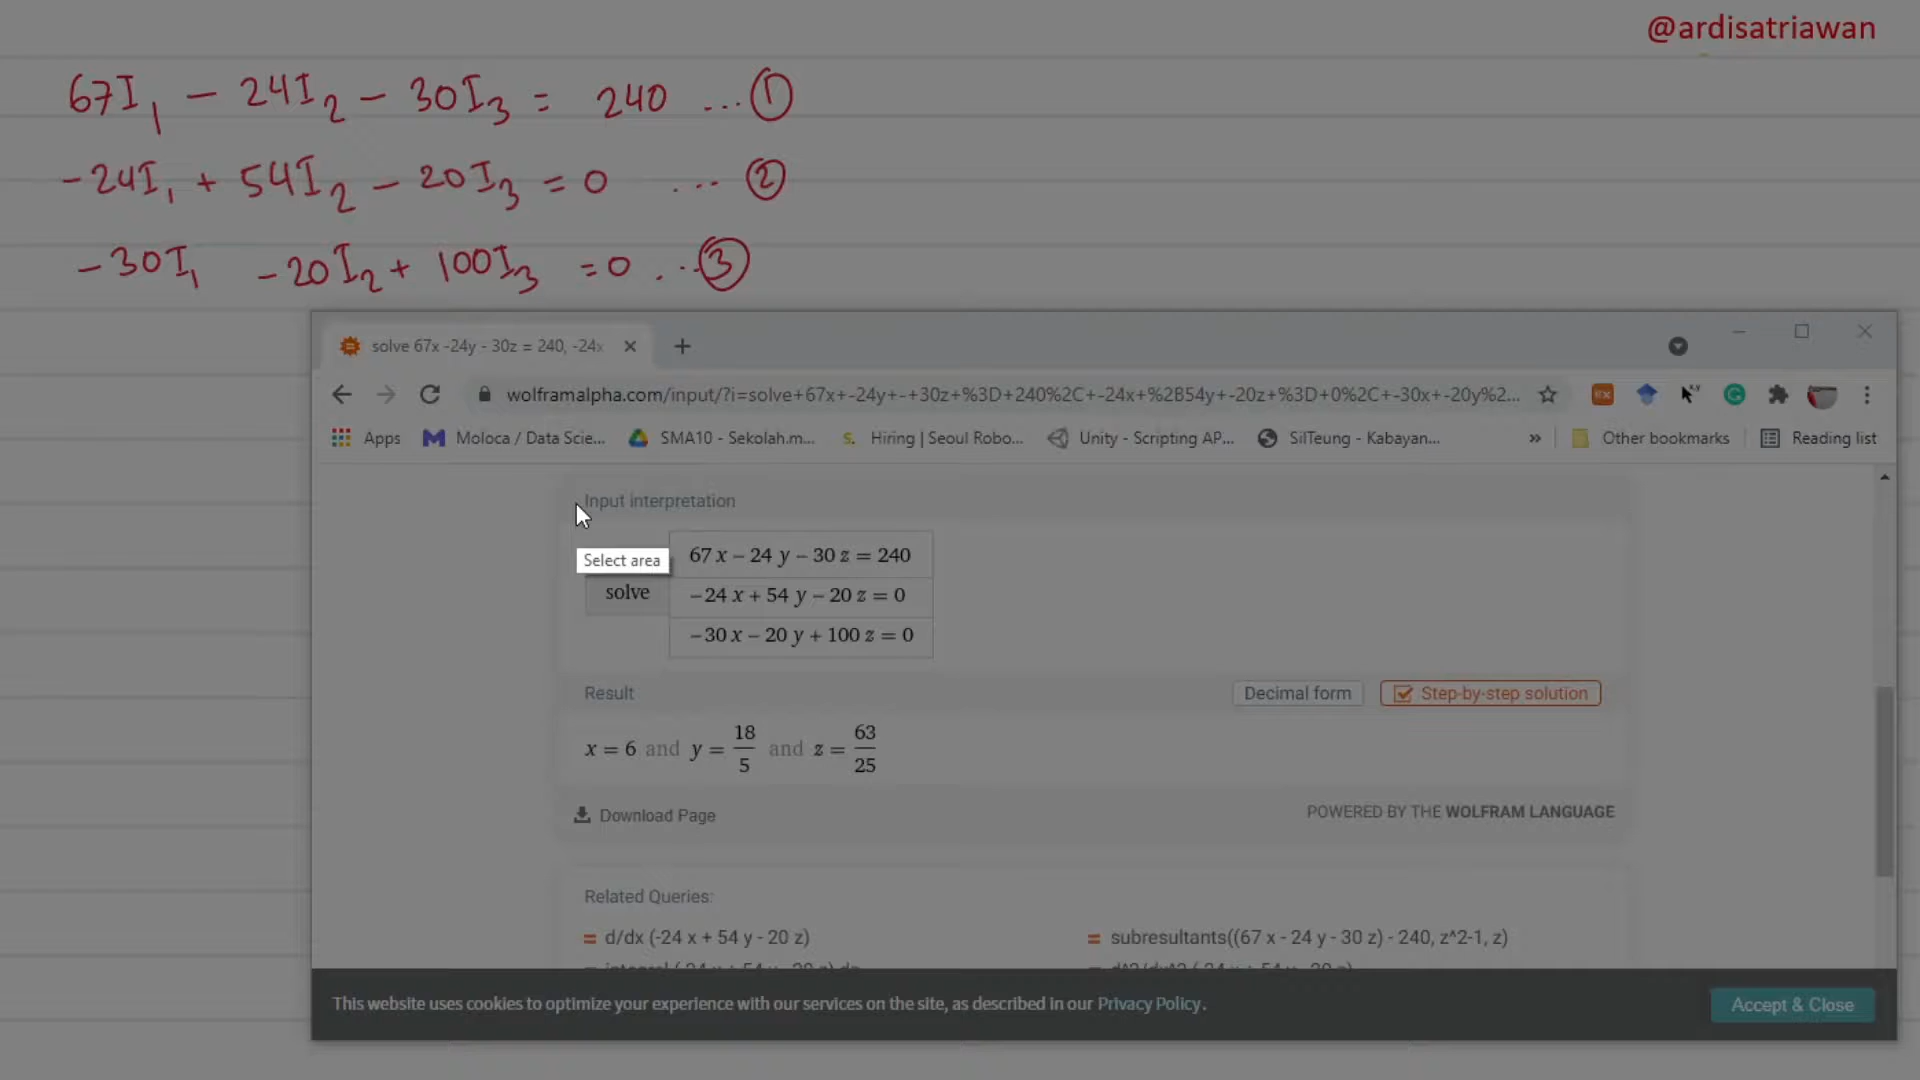 @ardisatriawan
67I₁ - 24I₂ - 30I₃ = 240 ...①
-24I₁ + 54I₂ - 20I₃ = 0 ... ②
-30I₁ -20I₂ + 100I₃ = 0 ...③
solve 67x -24y - 30z = 240, -24x
wolframalpha.com/input/?i=solve+67x+-24y+-+30z+%3D+240%2C+-24x+%2B54y+-20z+%3D+0%2C+-30x+-20y%2...
Apps Moloca / Data Scie... SMA10 - Sekolah.m... Hiring | Seoul Robo... Unity - Scripting AP... SilTeung - Kabayan... » Other bookmarks Reading list
Input interpretation
Select area
solve
67 x - 24 y - 30 z = 240
-24 x + 54 y - 20 z = 0
-30 x - 20 y + 100 z = 0
Result Decimal form Step-by-step solution
x = 6 and y = 18/5 and z = 63/25
Download Page POWERED BY THE WOLFRAM LANGUAGE
Related Queries:
= d/dx (-24 x + 54 y - 20 z) = subresultants((67 x - 24 y - 30 z) - 240, z^2-1, z)
This website uses cookies to optimize your experience with our services on the site, as described in our Privacy Policy. Accept & Close